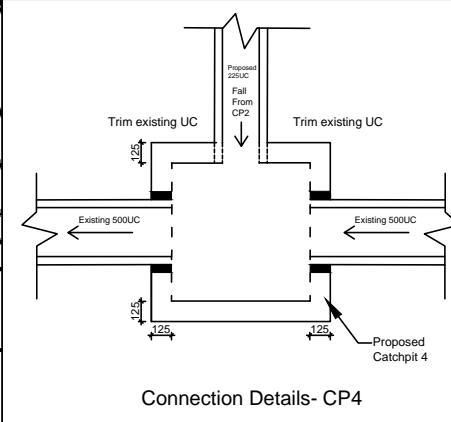 Proposed
225UC
Fall
From
CP2
Trim existing UC
Trim existing UC
125
Existing 500UC
Existing 500UC
125
125
125
Proposed
Catchpit 4
Connection Details- CP4